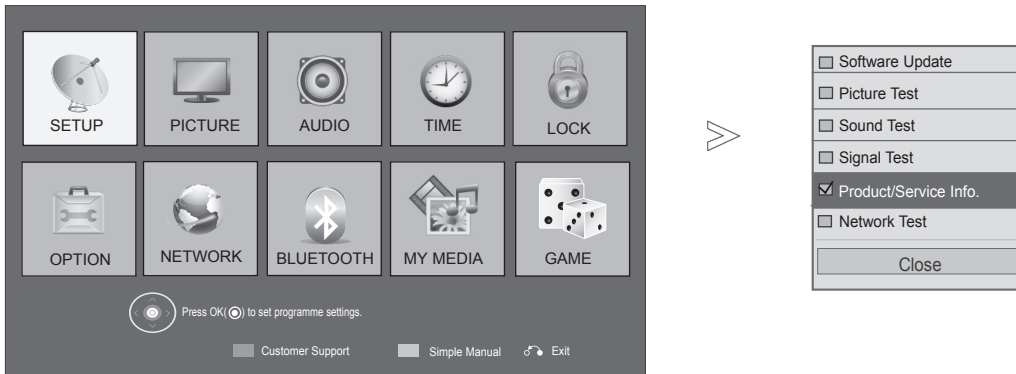 SETUP PICTURE AUDIO TIME LOCK
OPTION NETWORK BLUETOOTH MY MEDIA GAME
Press OK( ) to set programme settings.
Customer Support Simple Manual Exit
Software Update
Picture Test
Sound Test
Signal Test
Product/Service Info.
Network Test
Close